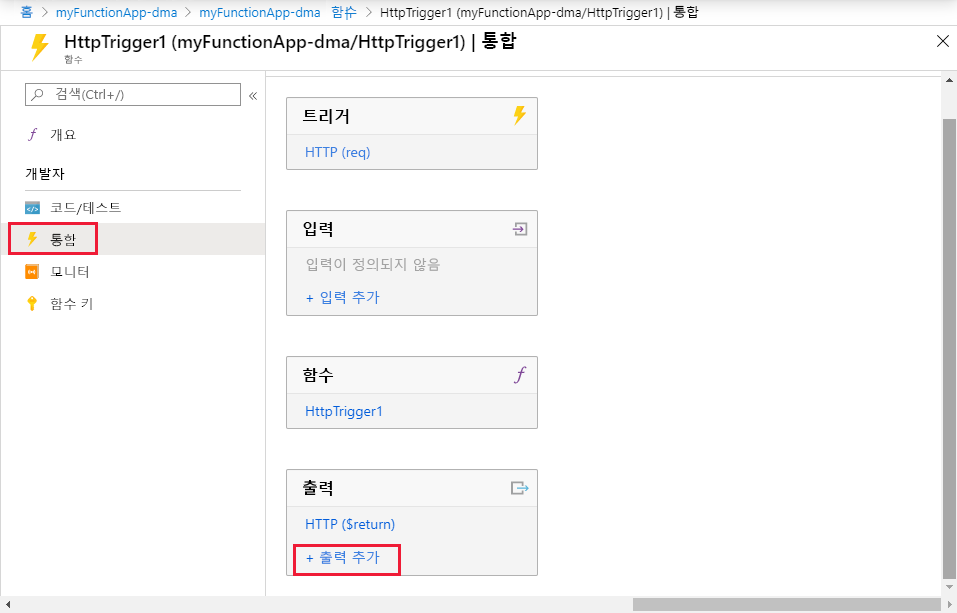 홈 > myFunctionApp-dma > myFunctionApp-dma 함수 > HttpTrigger1 (myFunctionApp-dma/HttpTrigger1) | 통합
HttpTrigger1 (myFunctionApp-dma/HttpTrigger1) | 통합
함수
검색(Ctrl+/)
«
개요
개발자
코드/테스트
통합
모니터
함수 키
트리거
HTTP (req)
입력
입력이 정의되지 않음
+ 입력 추가
함수
HttpTrigger1
출력
HTTP ($return)
+ 출력 추가